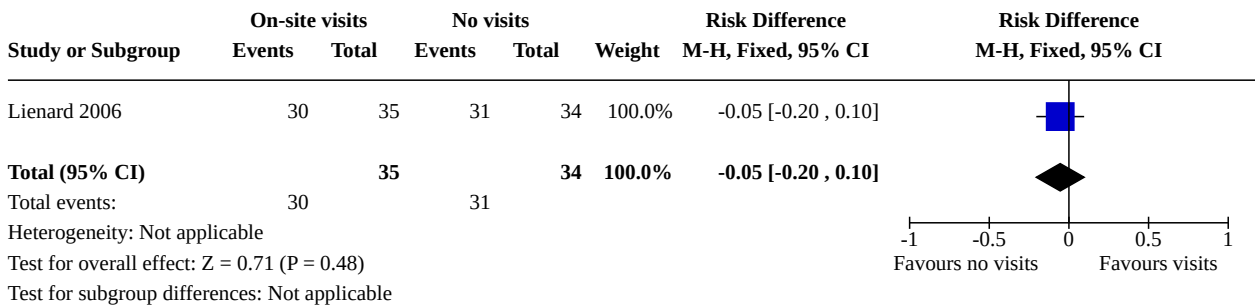 On-site visits No visits Risk Difference Risk Difference
Study or Subgroup Events Total Events Total Weight M-H, Fixed, 95% CI M-H, Fixed, 95% CI
Lienard 2006 30 35 31 34 100.0% -0.05 [-0.20 , 0.10]
Total (95% CI) 35 34 100.0% -0.05 [-0.20 , 0.10]
Total events: 30 31
Heterogeneity: Not applicable
-1 -0.5 0 0.5 1
Test for overall effect: Z = 0.71 (P = 0.48) Favours no visits Favours visits
Test for subgroup differences: Not applicable